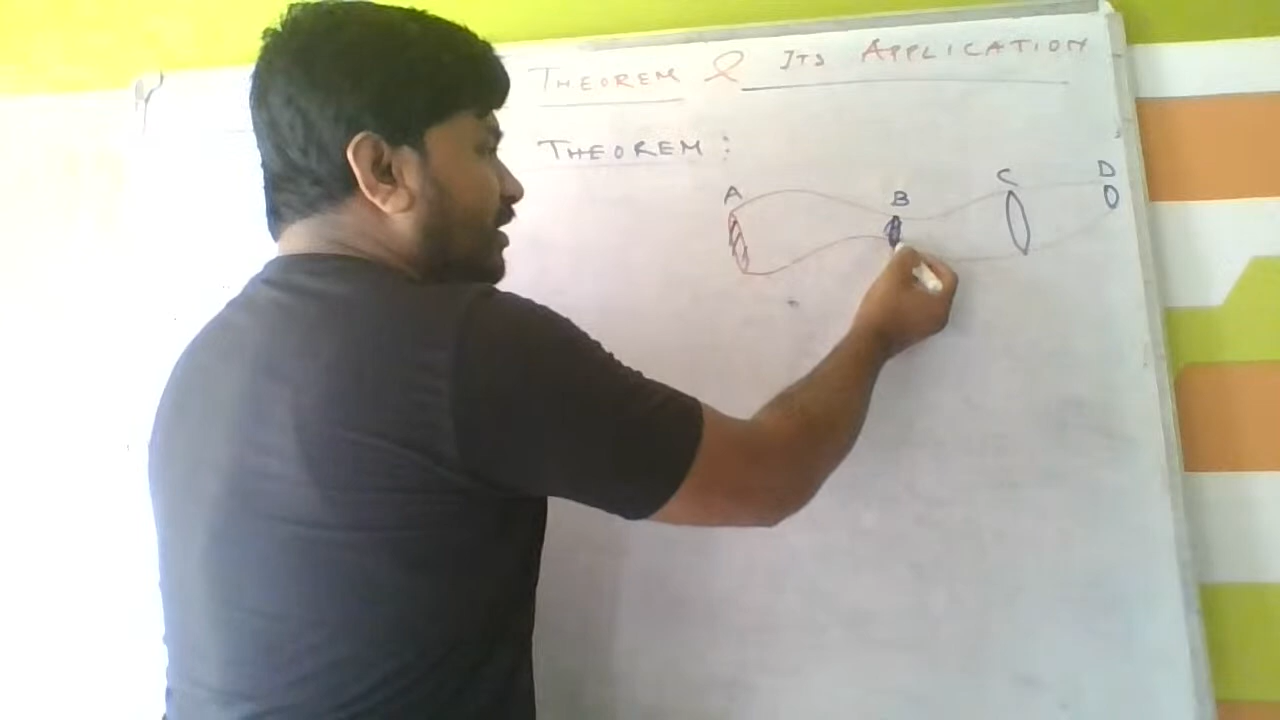 THEOREM & ITS APPLICATION
THEOREM :
A B C D